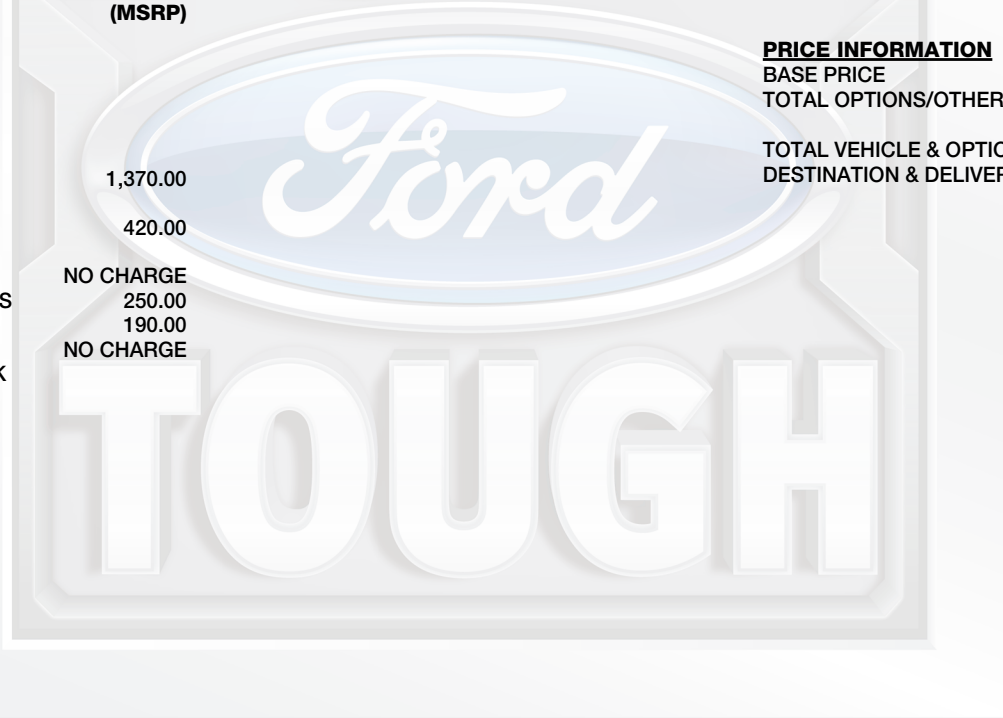 (MSRP)
1,370.00
420.00
NO CHARGE
S 250.00
190.00
NO CHARGE
K
PRICE INFORMATION
BASE PRICE
TOTAL OPTIONS/OTHER
TOTAL VEHICLE & OPTIO
DESTINATION & DELIVER
Ford
TOUGH